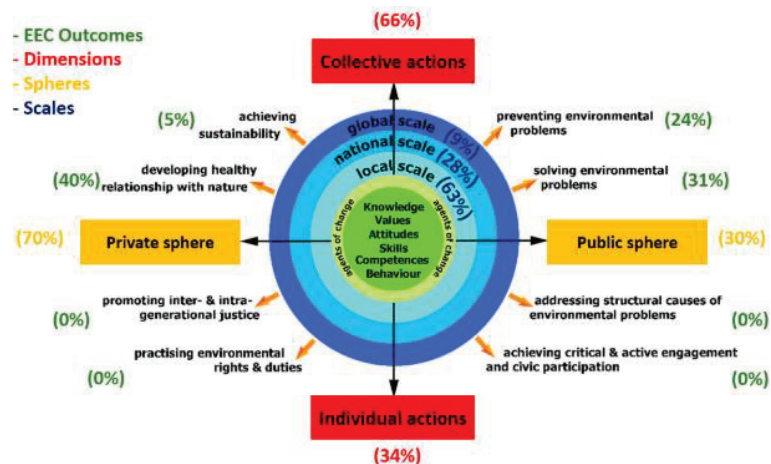 (66%)
- EEC Outcomes
- Dimensions
- Spheres
- Scales
Collective actions
(5%)
achieving
sustainability
global scale (9%)
national scale (28%)
local scale (63%)
preventing environmental
problems
(24%)
(40%)
developing healthy
relationship with nature
solving environmental
problems
(31%)
(70%)
Private sphere
agents of change
Knowledge
Values
Attitudes
Skills
Competences
Behaviour
agents of change
Public sphere
(30%)
(0%)
promoting inter- & intra-
generational justice
addressing structural causes of
environmental problems
(0%)
(0%)
practising environmental
rights & duties
achieving critical & active engagement
and civic participation
(0%)
Individual actions
(34%)